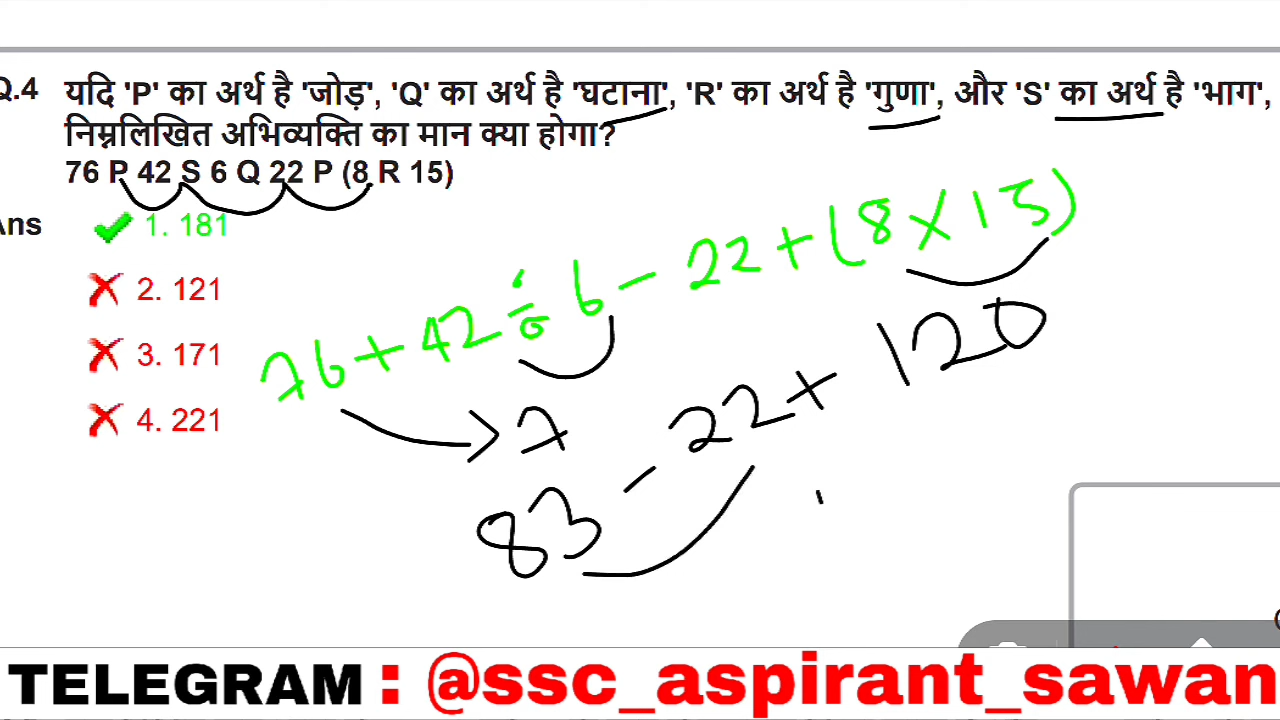 Q.4 यदि 'P' का अर्थ है 'जोड़', 'Q' का अर्थ है 'घटाना', 'R' का अर्थ है 'गुणा', और 'S' का अर्थ है 'भाग',
निम्नलिखित अभिव्यक्ति का मान क्या होगा?
76 P 42 S 6 Q 22 P (8 R 15)
Ans 1. 181
2. 121
3. 171
4. 221
76 + 42 ÷ 6 - 22 + (8 × 15)
7
83 - 22 + 120
TELEGRAM : @ssc_aspirant_sawan